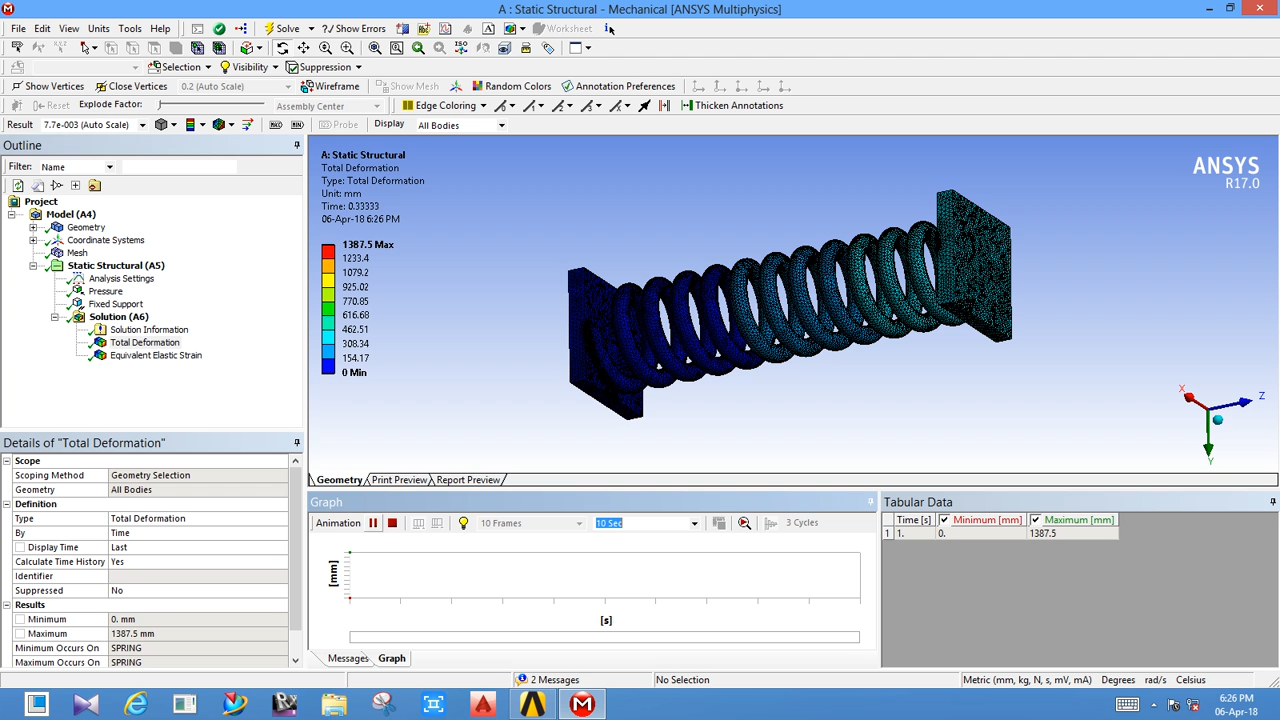 A : Static Structural - Mechanical [ANSYS Multiphysics]
File Edit View Units Tools Help Solve ?/ Show Errors Worksheet
Selection Visibility Suppression
Show Vertices Close Vertices 0.2 (Auto Scale) Wireframe Show Mesh Random Colors Annotation Preferences
Reset Explode Factor: Assembly Center Edge Coloring Thicken Annotations
Result 7.7e-003 (Auto Scale) MAX MIN Probe Display All Bodies
Outline
Filter: Name
Project
Model (A4)
Geometry
Coordinate Systems
Mesh
Static Structural (A5)
Analysis Settings
Pressure
Fixed Support
Solution (A6)
Solution Information
Total Deformation
Equivalent Elastic Strain
Details of "Total Deformation"
Scope
Scoping Method Geometry Selection
Geometry All Bodies
Definition
Type Total Deformation
By Time
Display Time Last
Calculate Time History Yes
Identifier
Suppressed No
Results
Minimum 0. mm
Maximum 1387.5 mm
Minimum Occurs On SPRING
Maximum Occurs On SPRING
A: Static Structural
Total Deformation
Type: Total Deformation
Unit: mm
Time: 0.33333
06-Apr-18 6:26 PM
1387.5 Max
1233.4
1079.2
925.02
770.85
616.68
462.51
308.34
154.17
0 Min
ANSYS
R17.0
X
Z
Y
Geometry Print Preview Report Preview
Graph
Animation 10 Frames 10 Sec 3 Cycles
[mm]
[s]
Messages Graph
Tabular Data
Time [s] Minimum [mm] Maximum [mm]
1 1. 0. 1387.5
2 Messages No Selection Metric (mm, kg, N, s, mV, mA) Degrees rad/s Celsius
6:26 PM
06-Apr-18